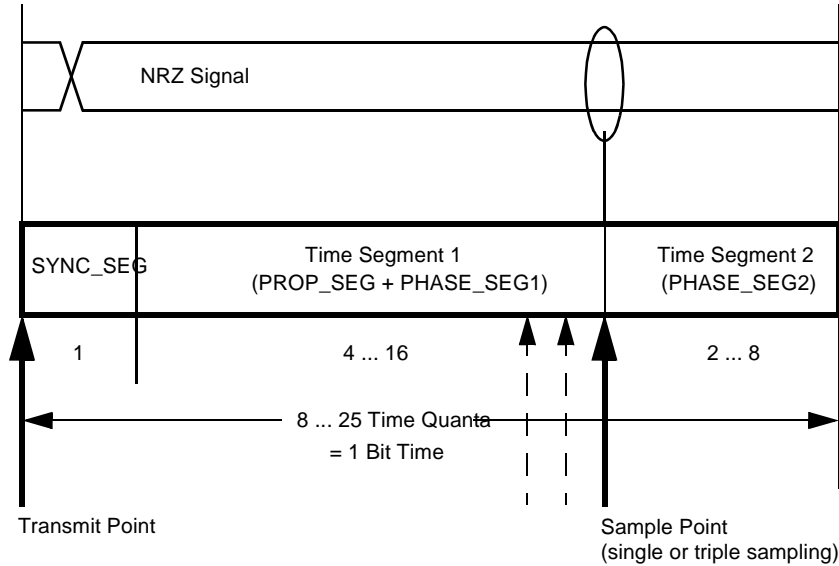 NRZ Signal
SYNC_SEG
Time Segment 1
(PROP_SEG + PHASE_SEG1)
Time Segment 2
(PHASE_SEG2)
1
4 ... 16
2 ... 8
8 ... 25 Time Quanta
= 1 Bit Time
Transmit Point
Sample Point
(single or triple sampling)